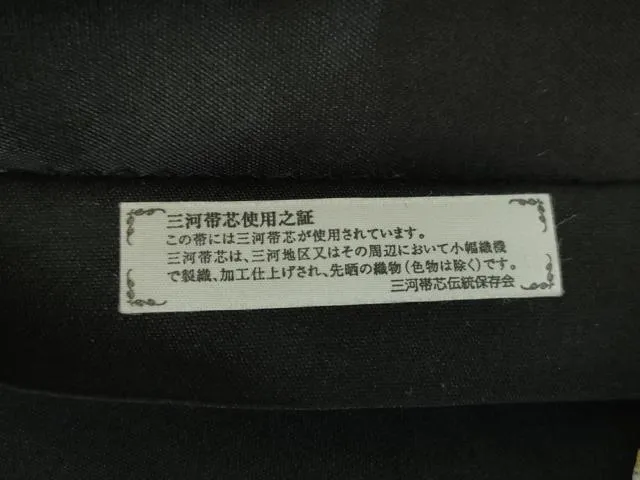 三河帯芯使用之証
この帯には三河帯芯が使用されています。
三河帯芯は、三河地区又はその周辺において小幅織機
で製織、加工仕上げされ、先晒の織物(色物は除く)です。
三河帯芯伝統保存会